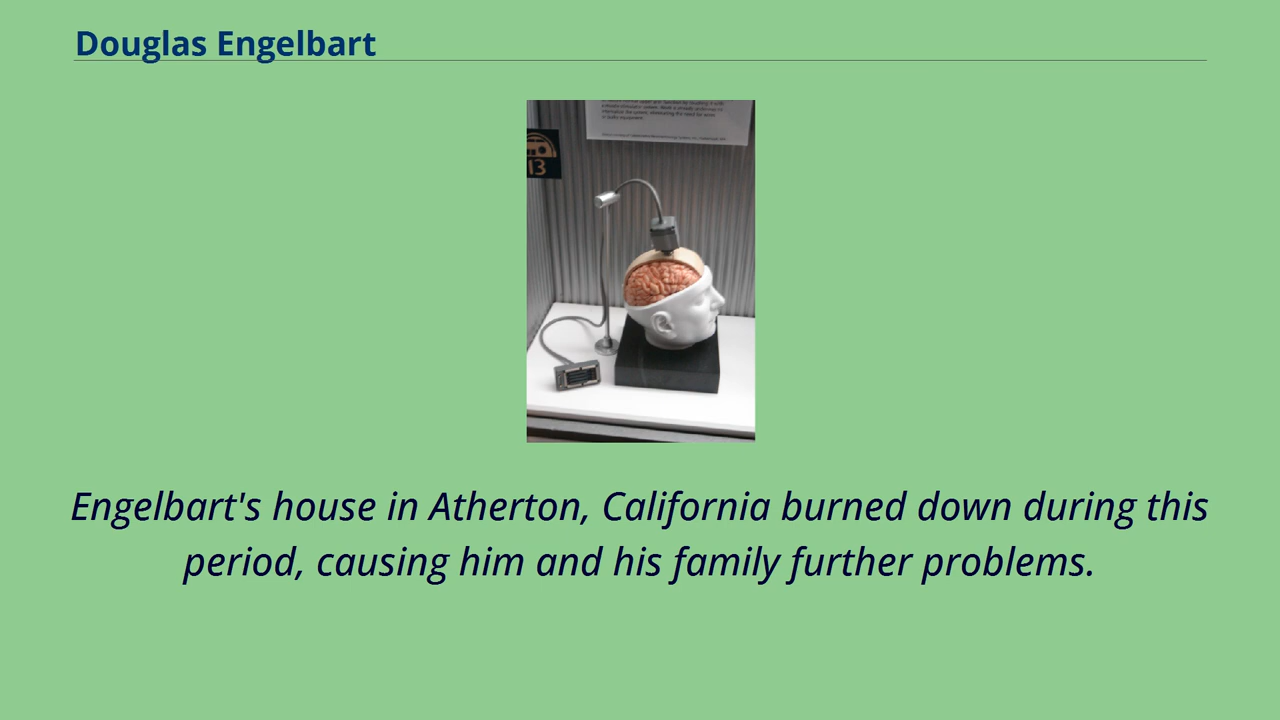 Douglas Engelbart
13
Engelbart's house in Atherton, California burned down during this
period, causing him and his family further problems.